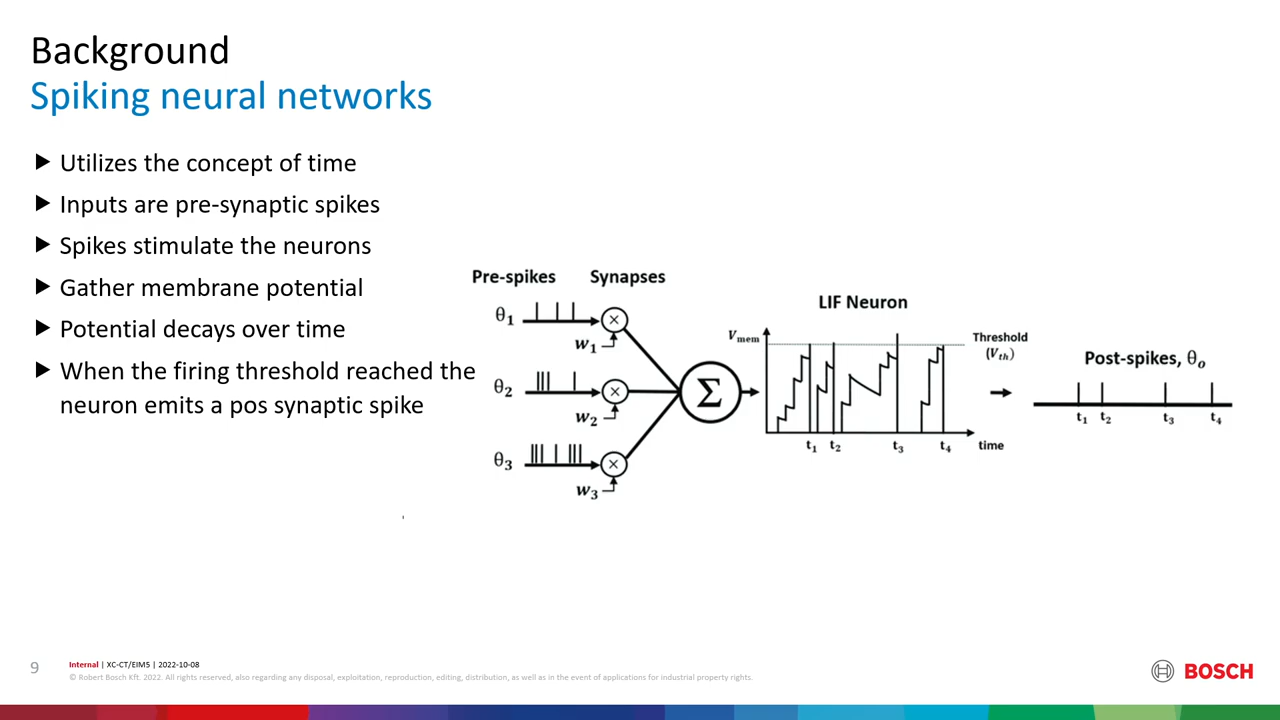 Background
Spiking neural networks
Utilizes the concept of time
Inputs are pre-synaptic spikes
Spikes stimulate the neurons
Gather membrane potential
Potential decays over time
When the firing threshold reached the
neuron emits a pos synaptic spike
Pre-spikes Synapses
θ1
w1
θ2
w2
θ3
w3
Σ
LIF Neuron
Vmem
Threshold
(Vth)
t1 t2 t3 t4 time
Post-spikes, θo
t1 t2 t3 t4
9
Internal | XC-CT/EIM5 | 2022-10-08
© Robert Bosch Kft. 2022. All rights reserved, also regarding any disposal, exploitation, reproduction, editing, distribution, as well as in the event of applications for industrial property rights.
BOSCH